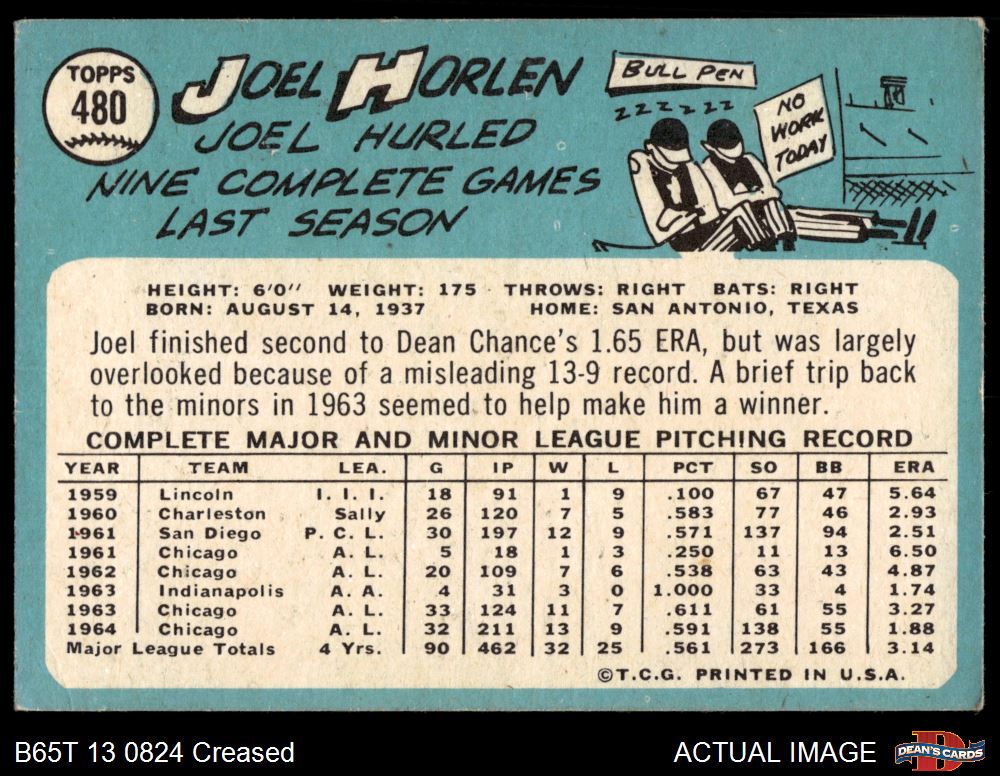 TOPPS
480
JOEL HORLEN
JOEL HURLED
NINE COMPLETE GAMES
LAST SEASON
BULL PEN
ZZZZZZ
NO
WORK
TODAY
HEIGHT: 6'0" WEIGHT: 175 THROWS: RIGHT BATS: RIGHT
BORN: AUGUST 14, 1937 HOME: SAN ANTONIO, TEXAS
Joel finished second to Dean Chance's 1.65 ERA, but was largely
overlooked because of a misleading 13-9 record. A brief trip back
to the minors in 1963 seemed to help make him a winner.
COMPLETE MAJOR AND MINOR LEAGUE PITCHING RECORD
YEAR TEAM LEA. G IP W L PCT SO BB ERA
1959 Lincoln I. I. I. 18 91 1 9 .100 67 47 5.64
1960 Charleston Sally 26 120 7 5 .583 77 46 2.93
1961 San Diego P. C. L. 30 197 12 9 .571 137 94 2.51
1961 Chicago A. L. 5 18 1 3 .250 11 13 6.50
1962 Chicago A. L. 20 109 7 6 .538 63 43 4.87
1963 Indianapolis A. A. 4 31 3 0 1.000 33 4 1.74
1963 Chicago A. L. 33 124 11 7 .611 61 55 3.27
1964 Chicago A. L. 32 211 13 9 .591 138 55 1.88
Major League Totals 4 Yrs. 90 462 32 25 .561 273 166 3.14
©T.C.G. PRINTED IN U.S.A.
B65T 13 0824 Creased
ACTUAL IMAGE
DEAN'S CARDS